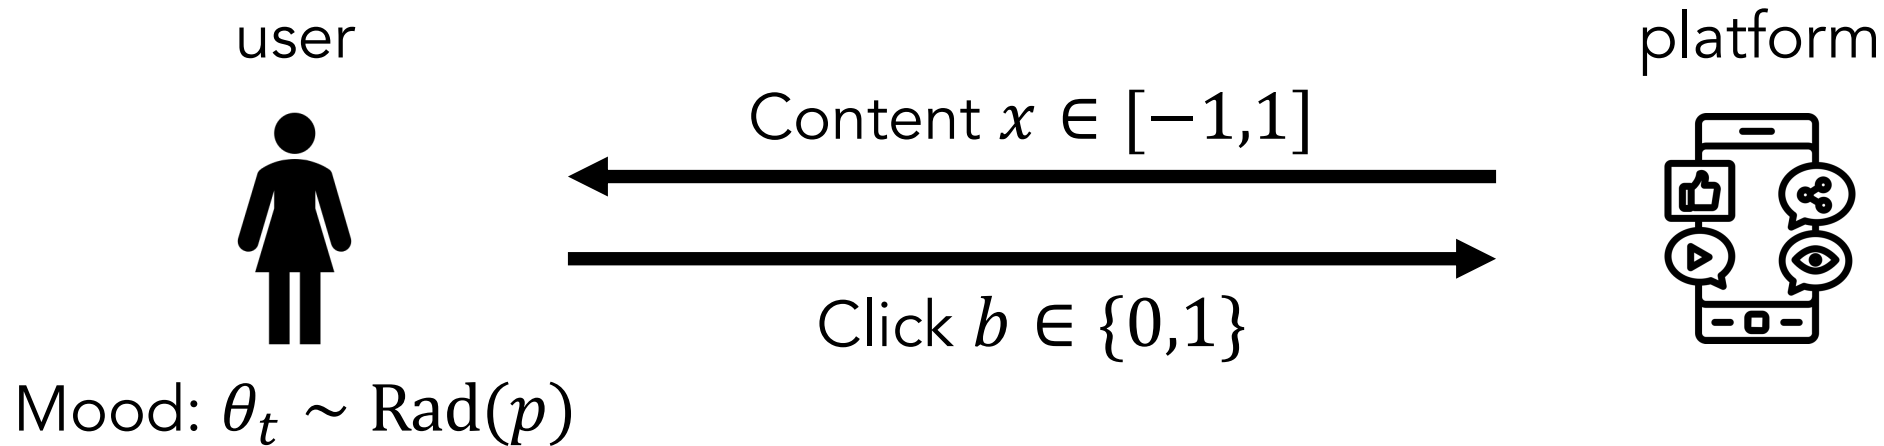 user
platform
Content x ∈ [−1,1]
Click b ∈ {0,1}
Mood: θ_t ~ Rad(p)